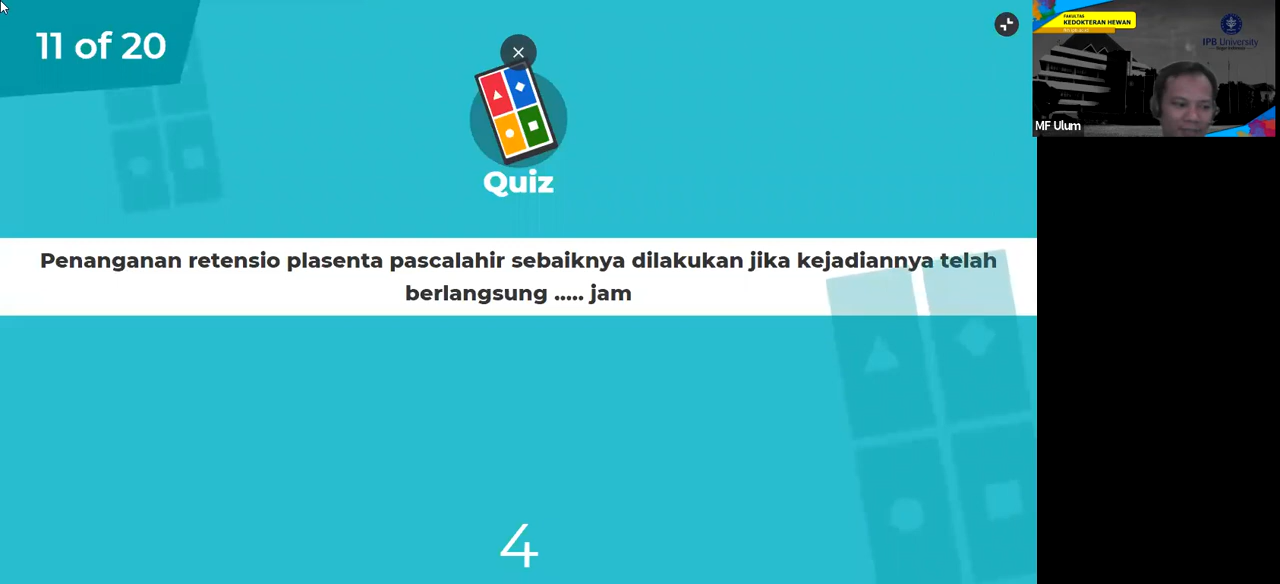 11 of 20
Quiz
Penanganan retensio plasenta pascalahir sebaiknya dilakukan jika kejadiannya telah
berlangsung ..... jam
4
FAKULTAS
KEDOKTERAN HEWAN
IPB University
MF Ulum